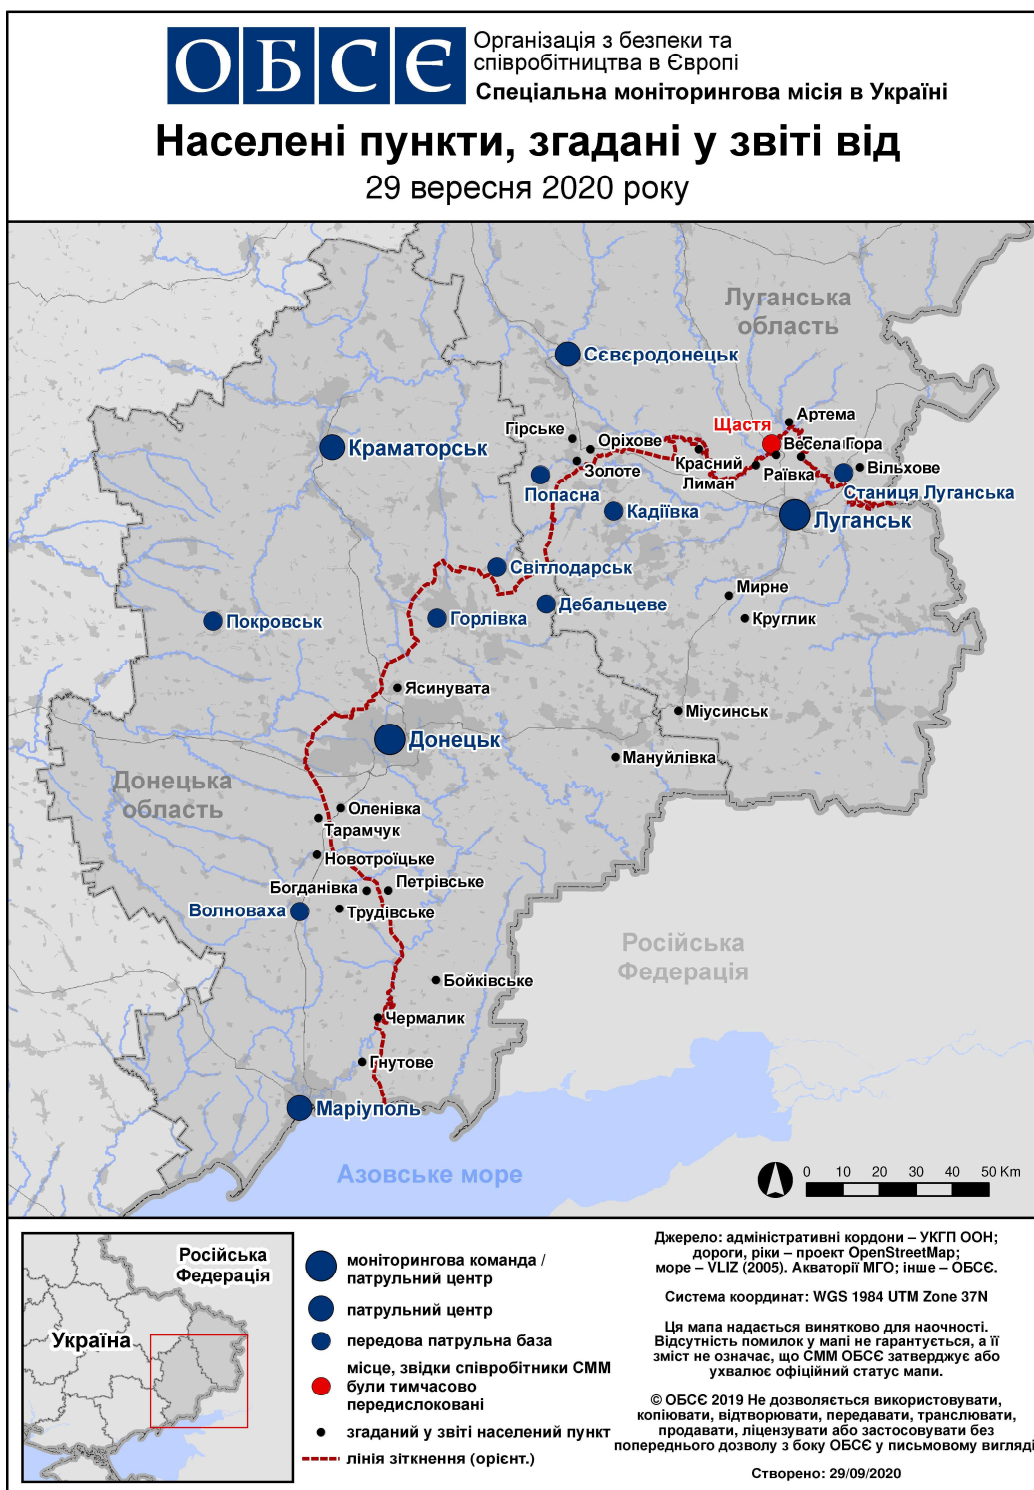 ОБСЄ
Організація з безпеки та
співробітництва в Європі
Спеціальна моніторингова місія в Україні
Населені пункти, згадані у звіті від
29 вересня 2020 року
Луганська
область
Сєвєродонецьк
Артема
Щастя
Гірське
Оріхове
Весела Гора
Краматорськ
Золоте
Красний
Лиман
Раївка
Вільхове
Попасна
Станиця Луганська
Кадіївка
Луганськ
Світлодарськ
Мирне
Дебальцеве
Покровськ
Горлівка
Круглик
Ясинувата
Міусинськ
Донецьк
Мануйлівка
Донецька
область
Оленівка
Тарамчук
Новотроїцьке
Богданівка
Петрівське
Волноваха
Трудівське
Російська
Федерація
Бойківське
Чермалик
Гнутове
Маріуполь
Азовське море
0 10 20 30 40 50 Km
Російська
Федерація
Україна
моніторингова команда /
патрульний центр
патрульний центр
передова патрульна база
місце, звідки співробітники СММ
були тимчасово
передислоковані
згаданий у звіті населений пункт
лінія зіткнення (орієнт.)
Джерело: адміністративні кордони – УКГП ООН;
дороги, ріки – проект OpenStreetMap;
море – VLIZ (2005). Акваторії МГО; інше – ОБСЄ.
Система координат: WGS 1984 UTM Zone 37N
Ця мапа надається винятково для наочності.
Відсутність помилок у мапі не гарантується, а її
зміст не означає, що СММ ОБСЄ затверджує або
ухвалює офіційний статус мапи.
© ОБСЄ 2019 Не дозволяється використовувати,
копіювати, відтворювати, передавати, транслювати,
продавати, ліцензувати або застосовувати без
попереднього дозволу з боку ОБСЄ у письмовому вигляді
Створено: 29/09/2020